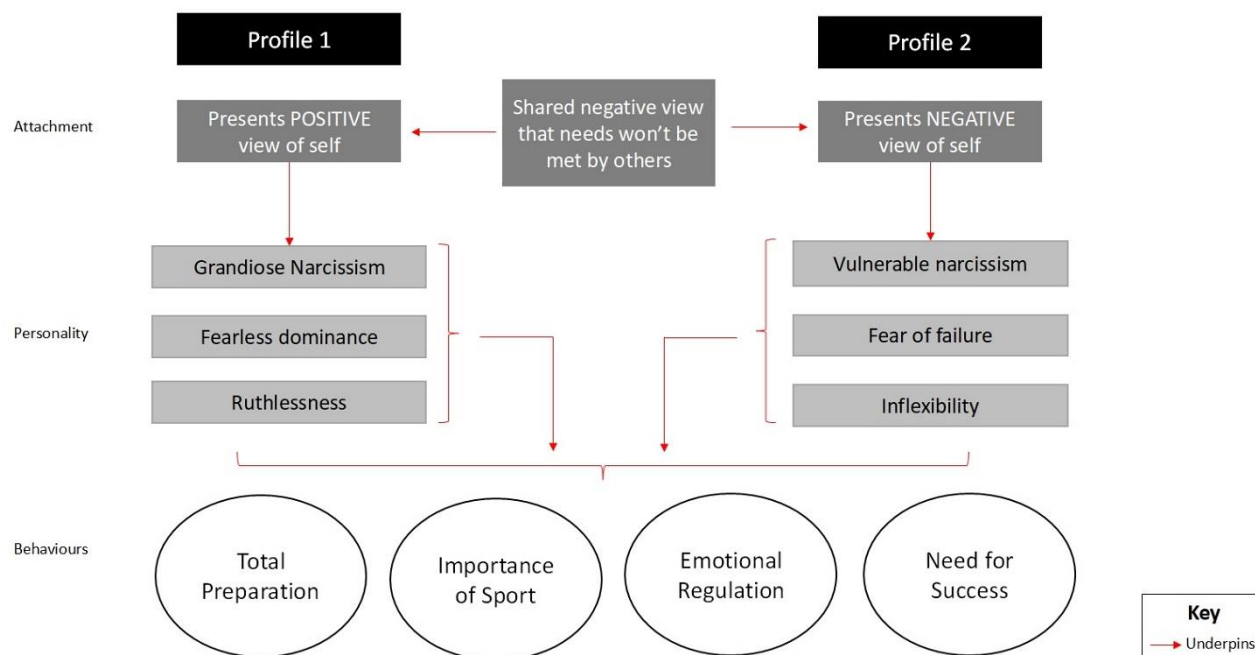 Profile 1
Profile 2
Attachment
Presents POSITIVE
view of self
Shared negative view
that needs won't be
met by others
Presents NEGATIVE
view of self
Personality
Grandiose Narcissism
Fearless dominance
Ruthlessness
Vulnerable narcissism
Fear of failure
Inflexibility
Behaviours
Total
Preparation
Importance
of Sport
Emotional
Regulation
Need for
Success
Key
Underpins